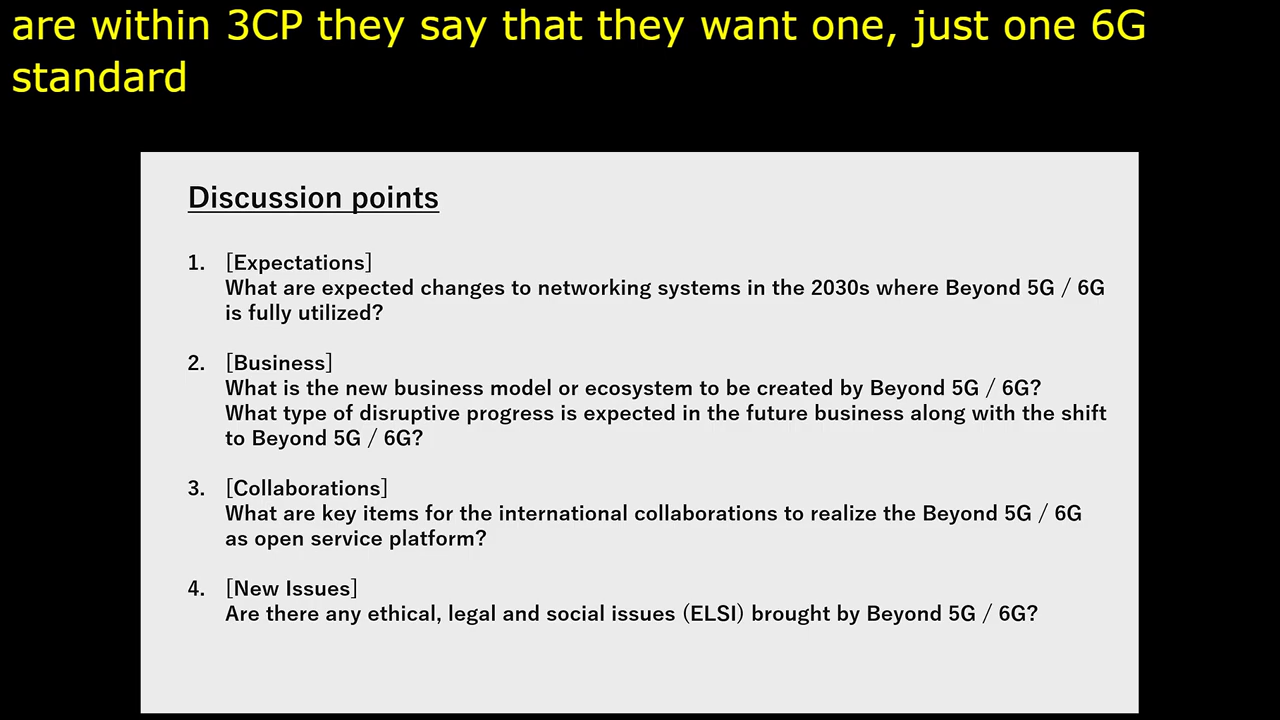 are within 3CP they say that they want one, just one 6G
standard
Discussion points
1. [Expectations]
What are expected changes to networking systems in the 2030s where Beyond 5G / 6G
is fully utilized?
2. [Business]
What is the new business model or ecosystem to be created by Beyond 5G / 6G?
What type of disruptive progress is expected in the future business along with the shift
to Beyond 5G / 6G?
3. [Collaborations]
What are key items for the international collaborations to realize the Beyond 5G / 6G
as open service platform?
4. [New Issues]
Are there any ethical, legal and social issues (ELSI) brought by Beyond 5G / 6G?